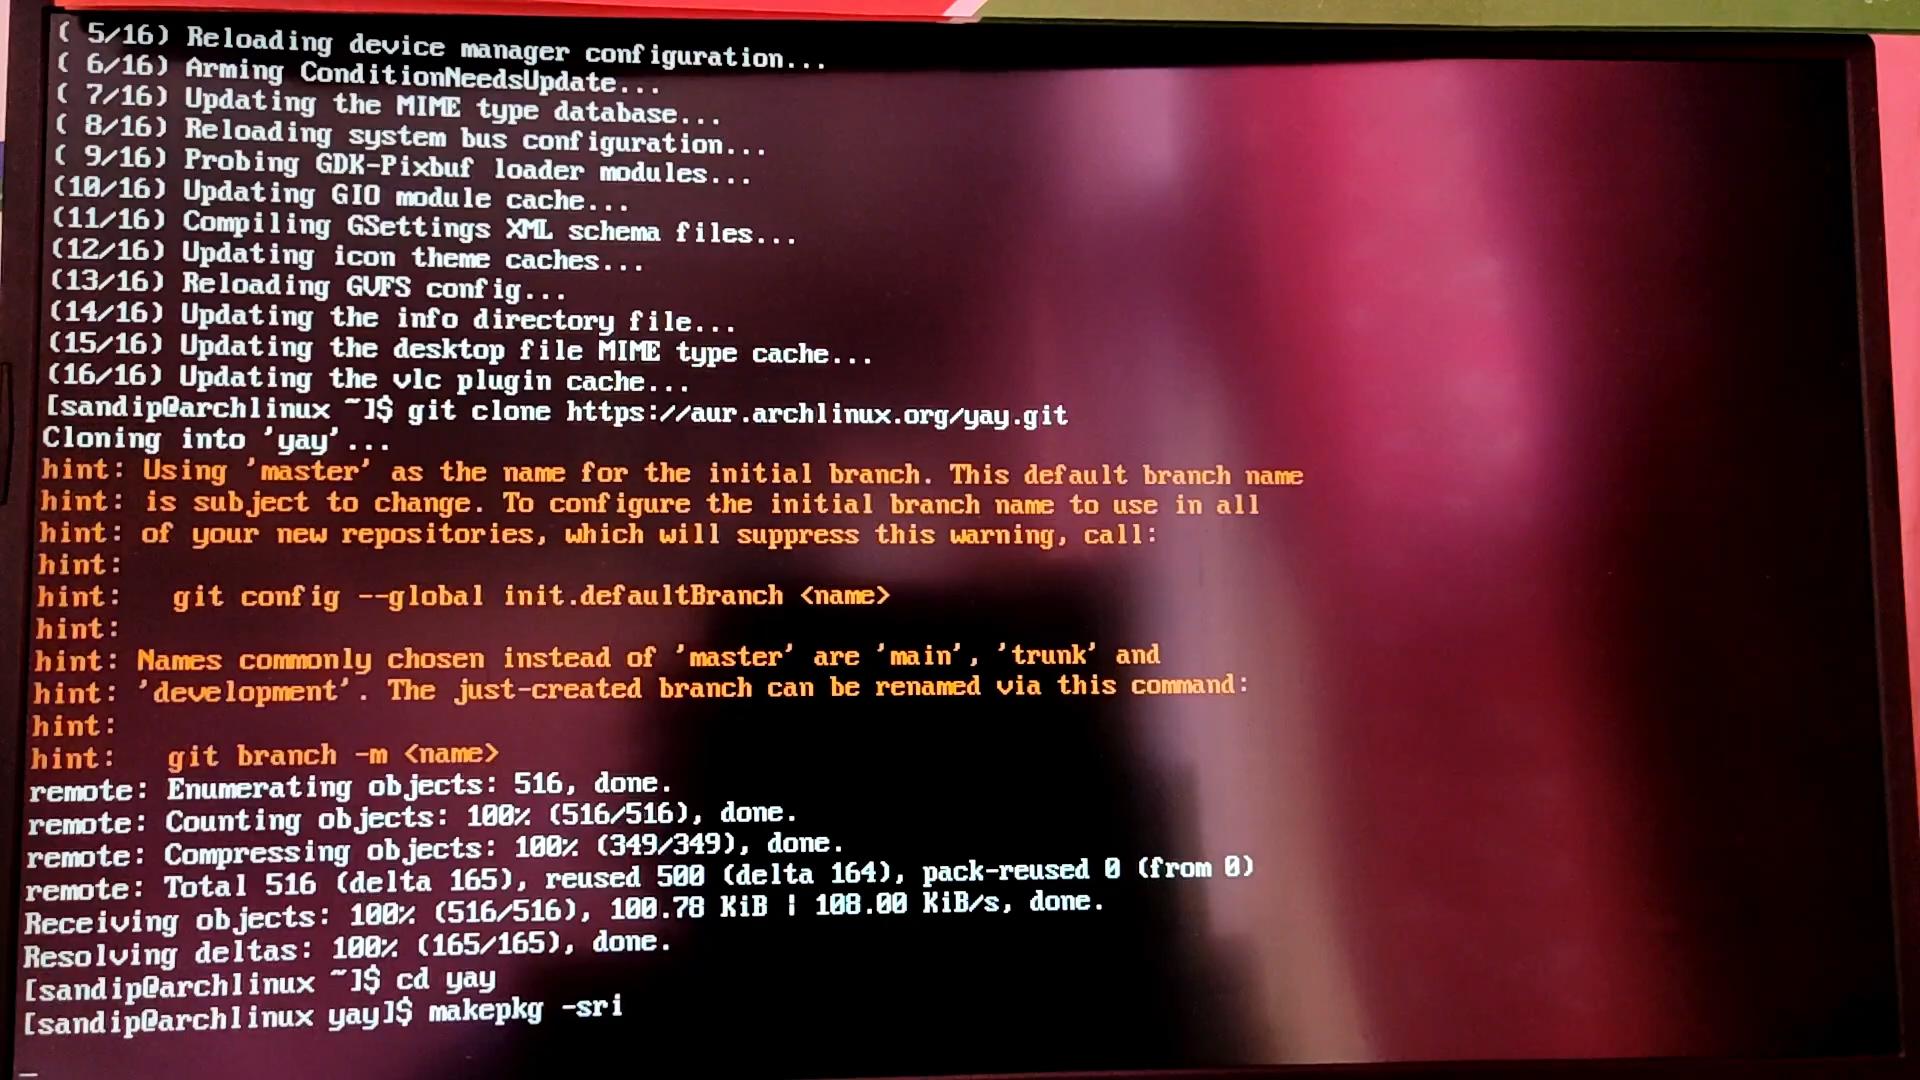 ( 5/16) Reloading device manager configuration...
( 6/16) Arming ConditionNeedsUpdate...
( 7/16) Updating the MIME type database...
( 8/16) Reloading system bus configuration...
( 9/16) Probing GDK-Pixbuf loader modules...
(10/16) Updating GIO module cache...
(11/16) Compiling GSettings XML schema files...
(12/16) Updating icon theme caches...
(13/16) Reloading GVFS config...
(14/16) Updating the info directory file...
(15/16) Updating the desktop file MIME type cache...
(16/16) Updating the vlc plugin cache...
[sandip@archlinux ~]$ git clone https://aur.archlinux.org/yay.git
Cloning into 'yay'...
hint: Using 'master' as the name for the initial branch. This default branch name
hint: is subject to change. To configure the initial branch name to use in all
hint: of your new repositories, which will suppress this warning, call:
hint:
hint:   git config --global init.defaultBranch <name>
hint:
hint: Names commonly chosen instead of 'master' are 'main', 'trunk' and
hint: 'development'. The just-created branch can be renamed via this command:
hint:
hint:   git branch -m <name>
remote: Enumerating objects: 516, done.
remote: Counting objects: 100% (516/516), done.
remote: Compressing objects: 100% (349/349), done.
remote: Total 516 (delta 165), reused 500 (delta 164), pack-reused 0 (from 0)
Receiving objects: 100% (516/516), 100.78 KiB | 108.00 KiB/s, done.
Resolving deltas: 100% (165/165), done.
[sandip@archlinux ~]$ cd yay
[sandip@archlinux yay]$ makepkg -sri